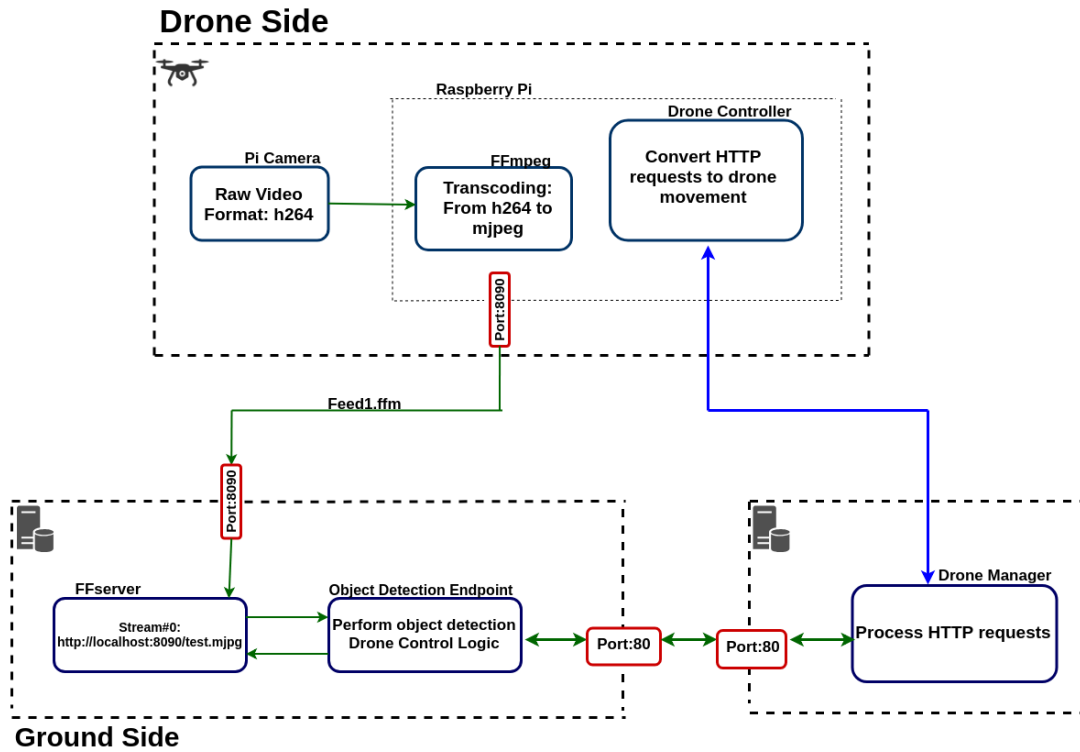 Drone Side
Raspberry Pi
Drone Controller
Pi Camera
FFmpeg
Raw Video
Format: h264
Transcoding:
From h264 to
mjpeg
Convert HTTP
requests to drone
movement
Port:8090
Feed1.ffm
Port:8090
FFserver
Stream#0:
http://localhost:8090/test.mjpg
Object Detection Endpoint
Perform object detection
Drone Control Logic
Port:80
Port:80
Drone Manager
Process HTTP requests
Ground Side